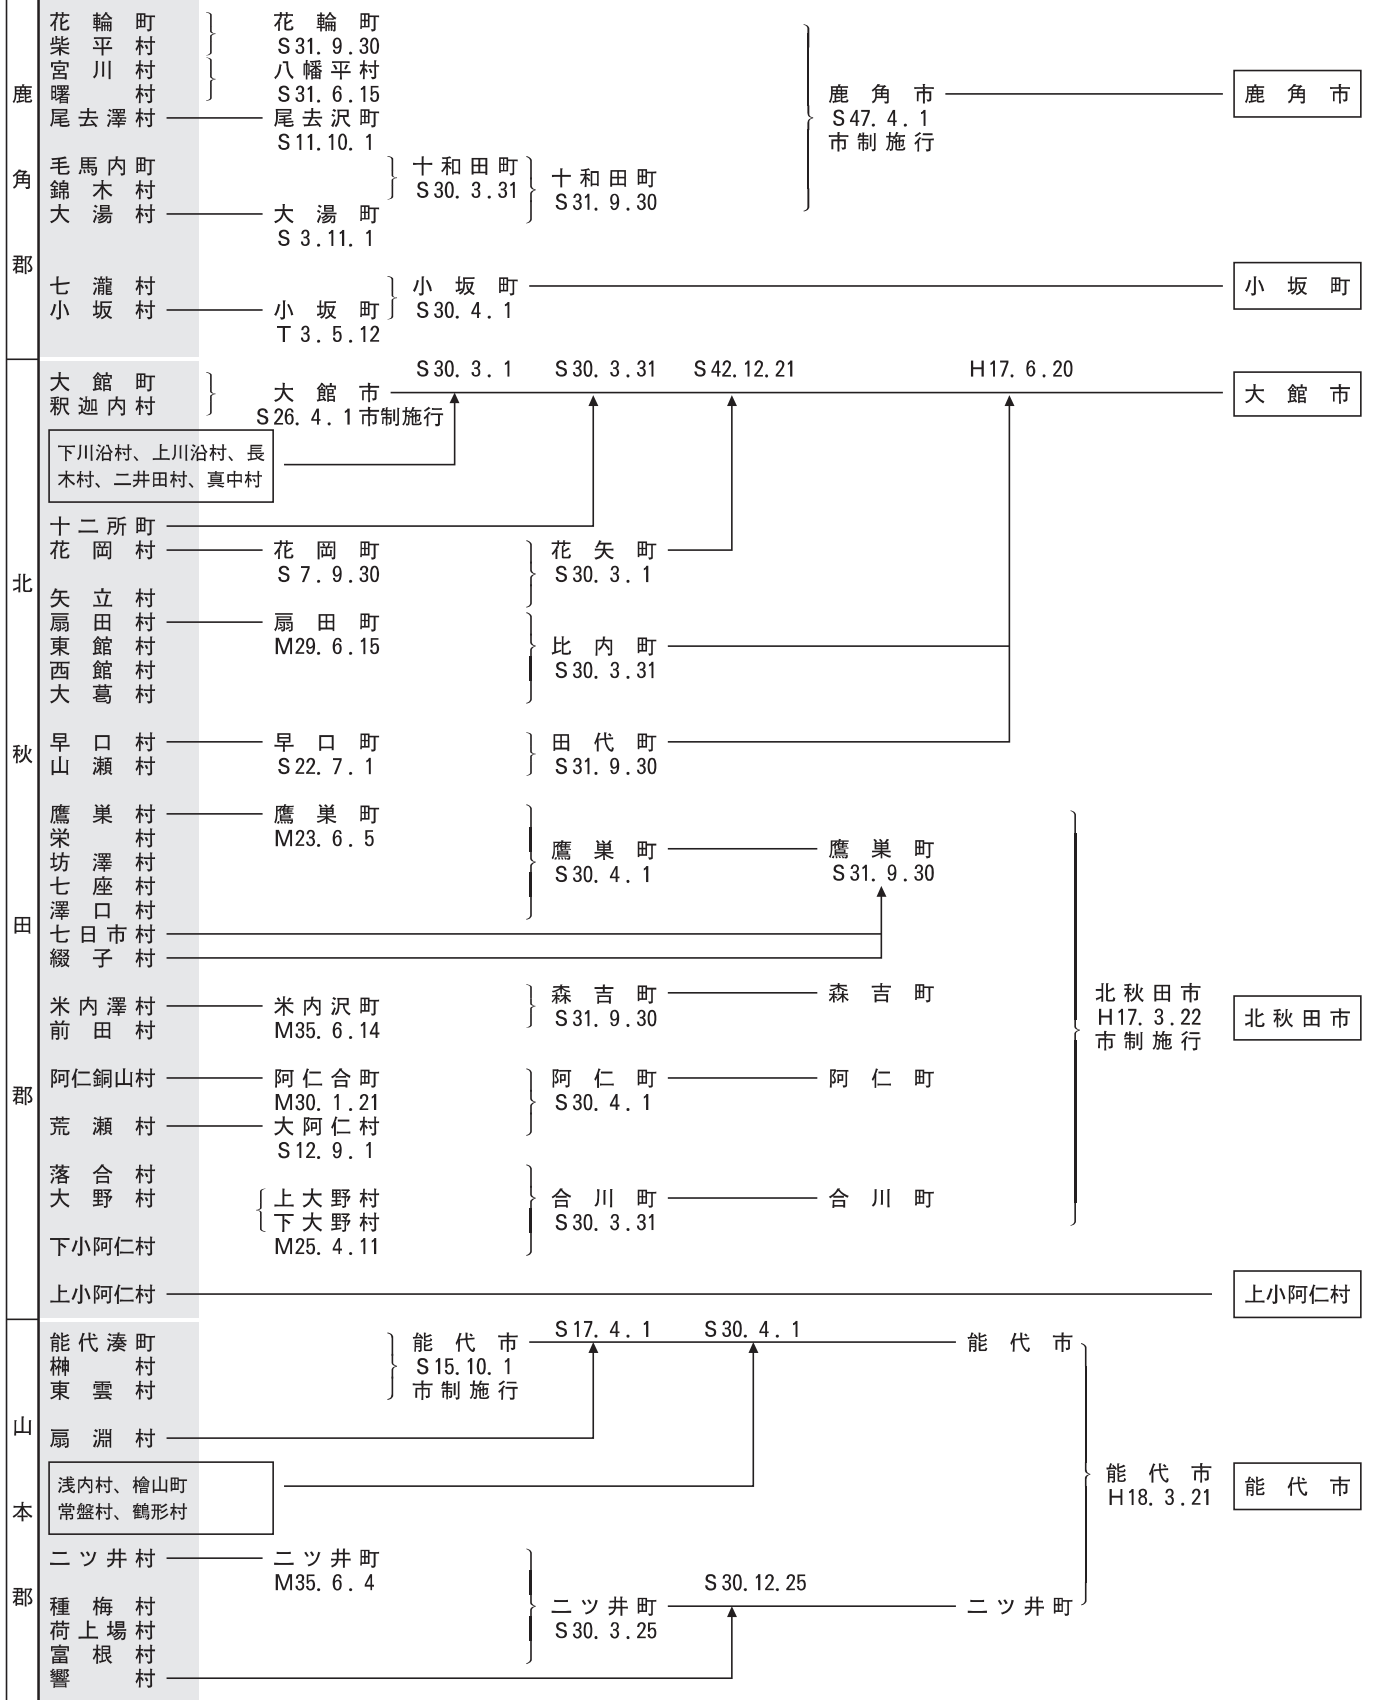 鹿角郡
花輪町 花輪町
柴平村 S31. 9.30
宮川村 八幡平村
曙村 S31. 6.15 鹿角市 鹿角市
尾去澤村 尾去沢町 S47. 4. 1
S11.10. 1 市制施行
毛馬内町 十和田町 十和田町
錦木村 S30. 3.31 S31. 9.30
大湯村 大湯町
S 3.11. 1
七瀧村 小坂町 小坂町
小坂村 小坂町 S30. 4. 1
T 3. 5.12
北秋田郡
S30. 3. 1 S30. 3.31 S42.12.21 H17. 6.20
大館町 大館市 大館市
釈迦内村 S26. 4. 1 市制施行
下川沿村、上川沿村、長
木村、二井田村、真中村
十二所町
花岡村 花岡町 花矢町
S 7. 9.30 S30. 3. 1
矢立村
扇田村 扇田町
東館村 M29. 6.15 比内町
西館村 S30. 3.31
大葛村
早口村 早口町 田代町
山瀬村 S22. 7. 1 S31. 9.30
鷹巣村 鷹巣町
栄村 M23. 6. 5 鷹巣町 鷹巣町
坊澤村 S30. 4. 1 S31. 9.30
七座村
澤口村
七日市村
綴子村
米内澤村 米内沢町 森吉町 森吉町 北秋田市 北秋田市
前田村 M35. 6.14 S31. 9.30 H17. 3.22
市制施行
阿仁銅山村 阿仁合町 阿仁町 阿仁町
M30. 1.21 S30. 4. 1
荒瀬村 大阿仁村
S12. 9. 1
落合村
大野村 上大野村 合川町 合川町
下大野村 S30. 3.31
下小阿仁村 M25. 4.11
上小阿仁村 上小阿仁村
山本郡
S17. 4. 1 S30. 4. 1
能代湊町 能代市 能代市
榊村 S15.10. 1
東雲村 市制施行
扇淵村
浅内村、檜山町 能代市 能代市
常盤村、鶴形村 H18. 3.21
二ツ井村 二ツ井町
M35. 6. 4 S30.12.25
種梅村 二ツ井町 二ツ井町
荷上場村 S30. 3.25
富根村
響村